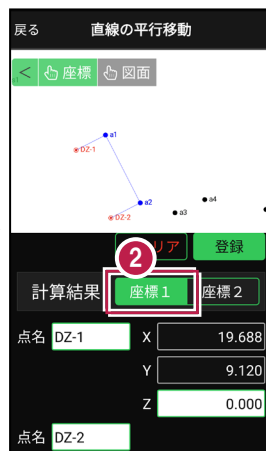 戻る 直線の平行移動
< 座標 図面
a1
DZ-1
a2
a4
DZ-2
a3
リア 登録
2
計算結果 座標1 座標2
点名 DZ-1 X 19.688
Y 9.120
Z 0.000
点名 DZ-2